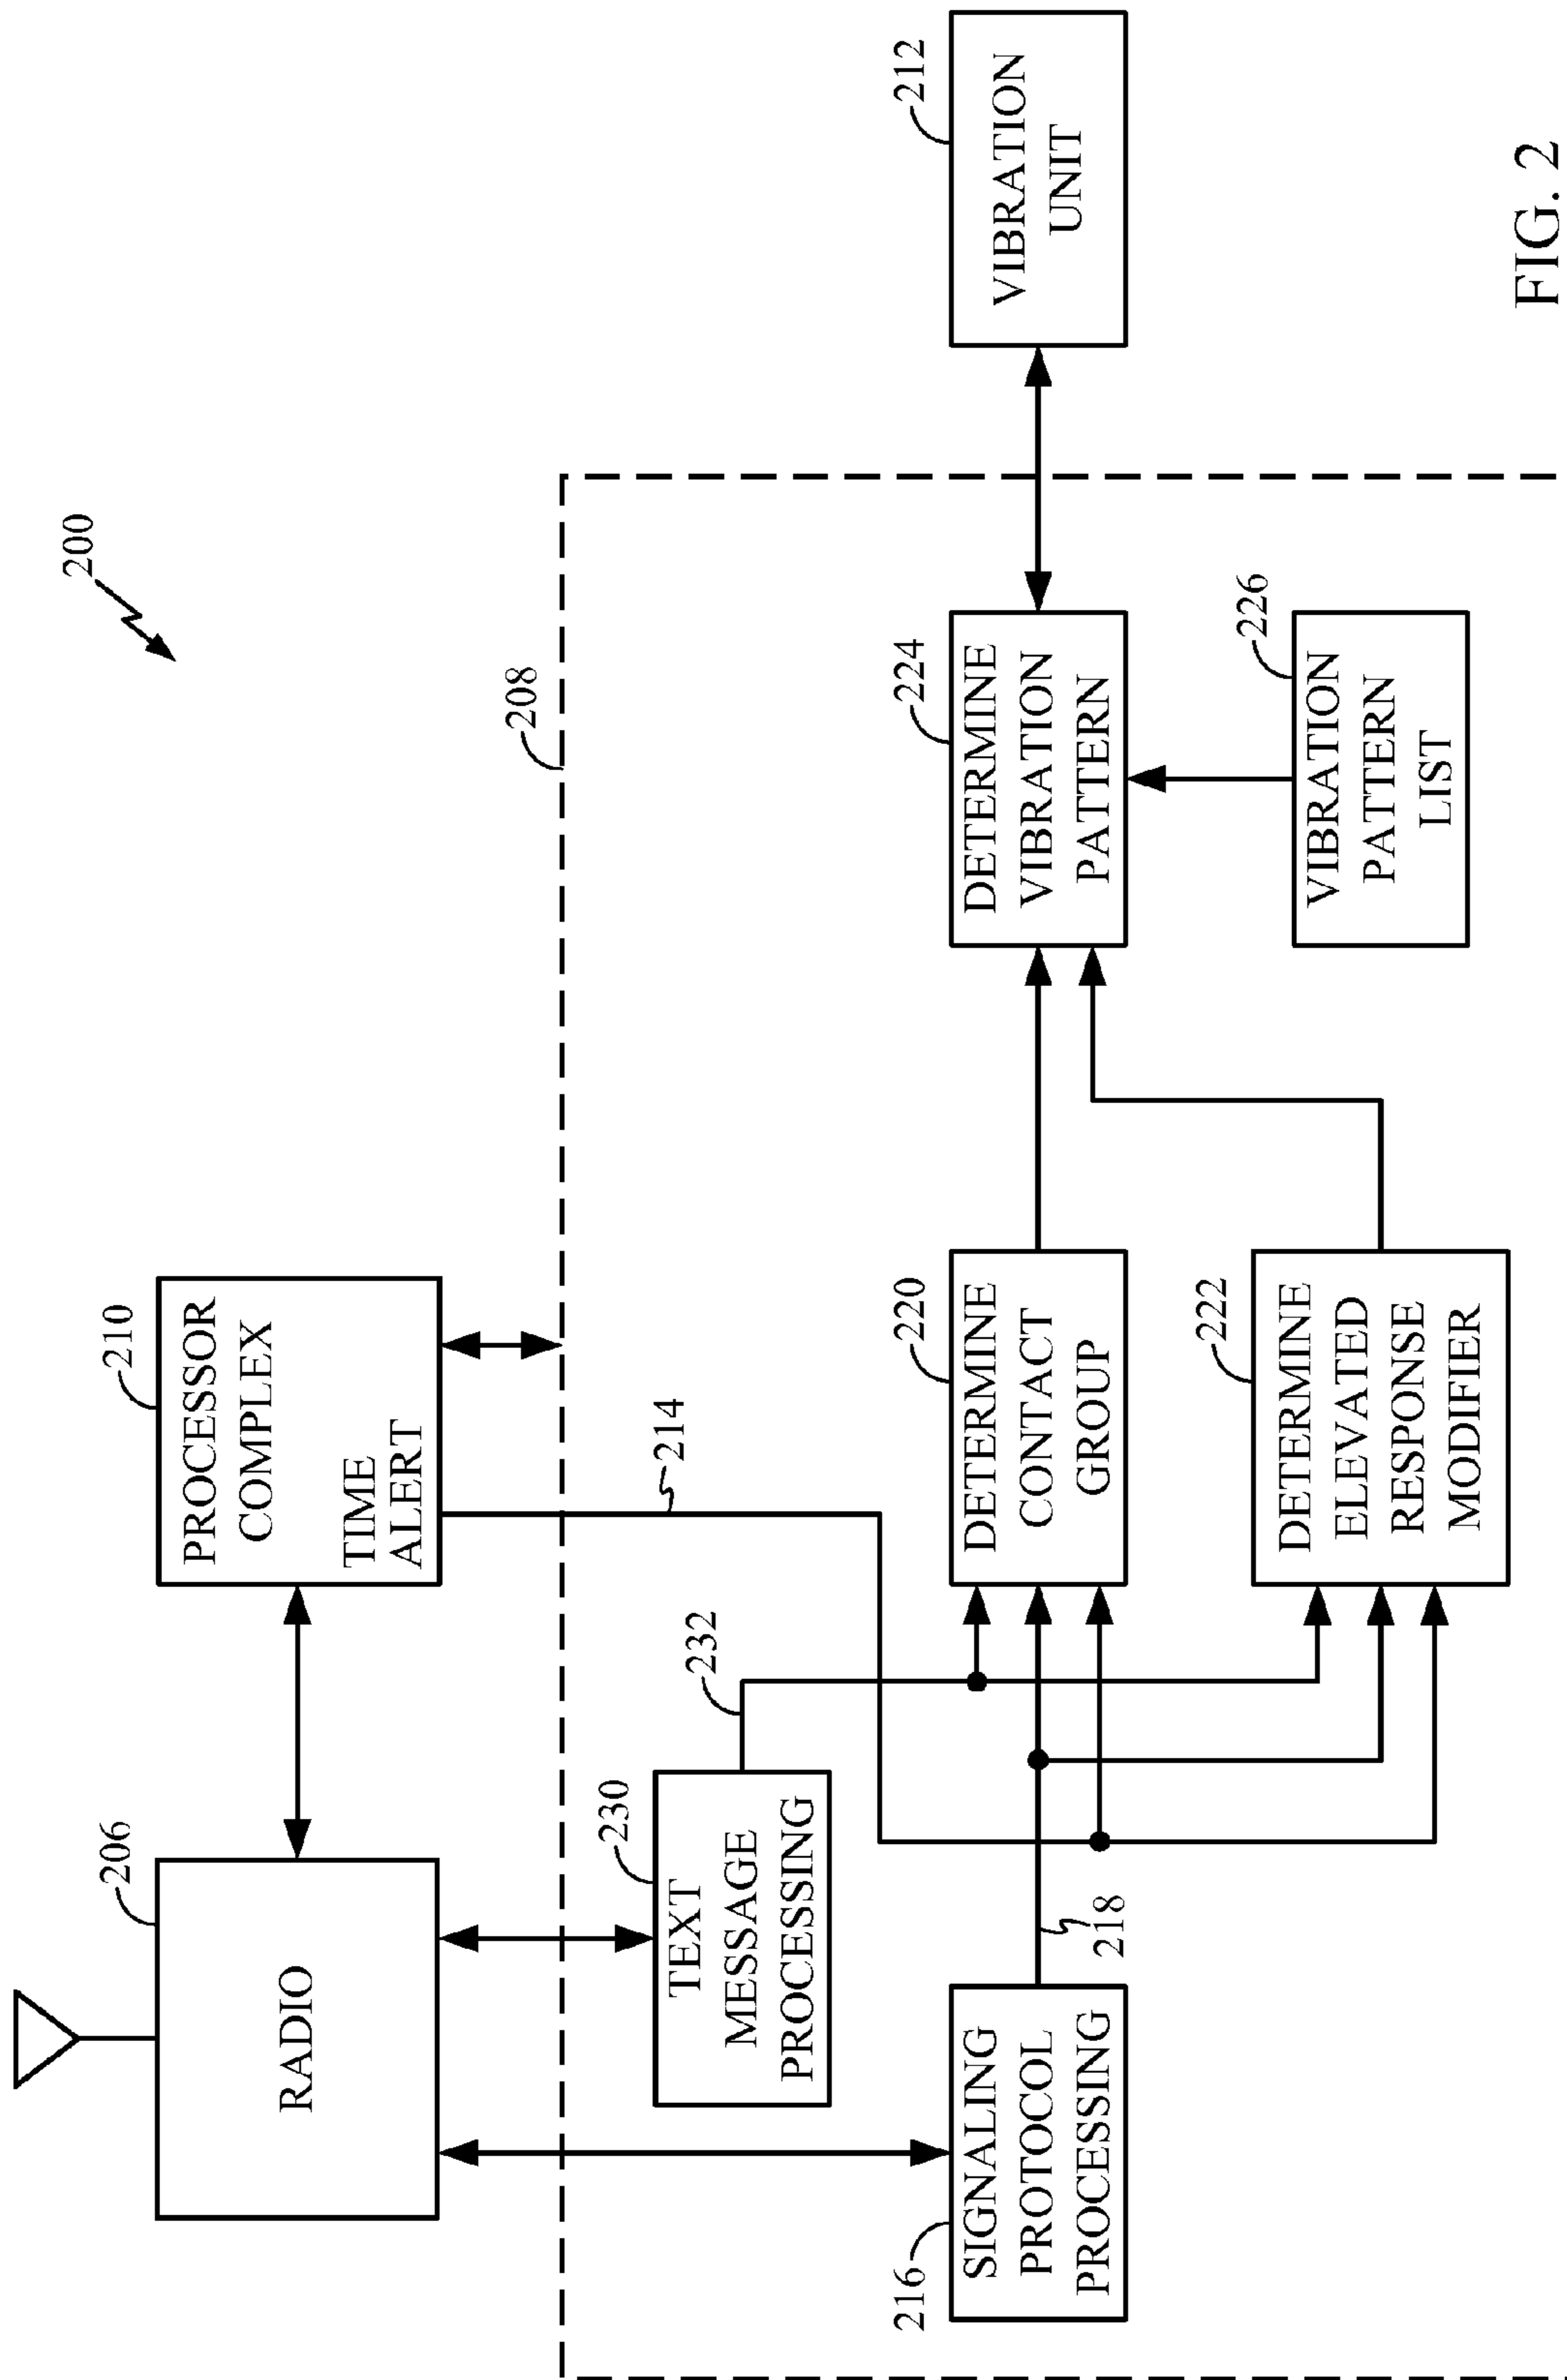 200
206
RADIO
210
PROCESSOR
COMPLEX
TIME
ALERT
208
230
TEXT
MESSAGE
PROCESSING
232
214
216
SIGNALING
PROTOCOL
PROCESSING
218
220
DETERMINE
CONTACT
GROUP
222
DETERMINE
ELEVATED
RESPONSE
MODIFIER
224
DETERMINE
VIBRATION
PATTERN
226
VIBRATION
PATTERN
LIST
212
VIBRATION
UNIT
FIG. 2